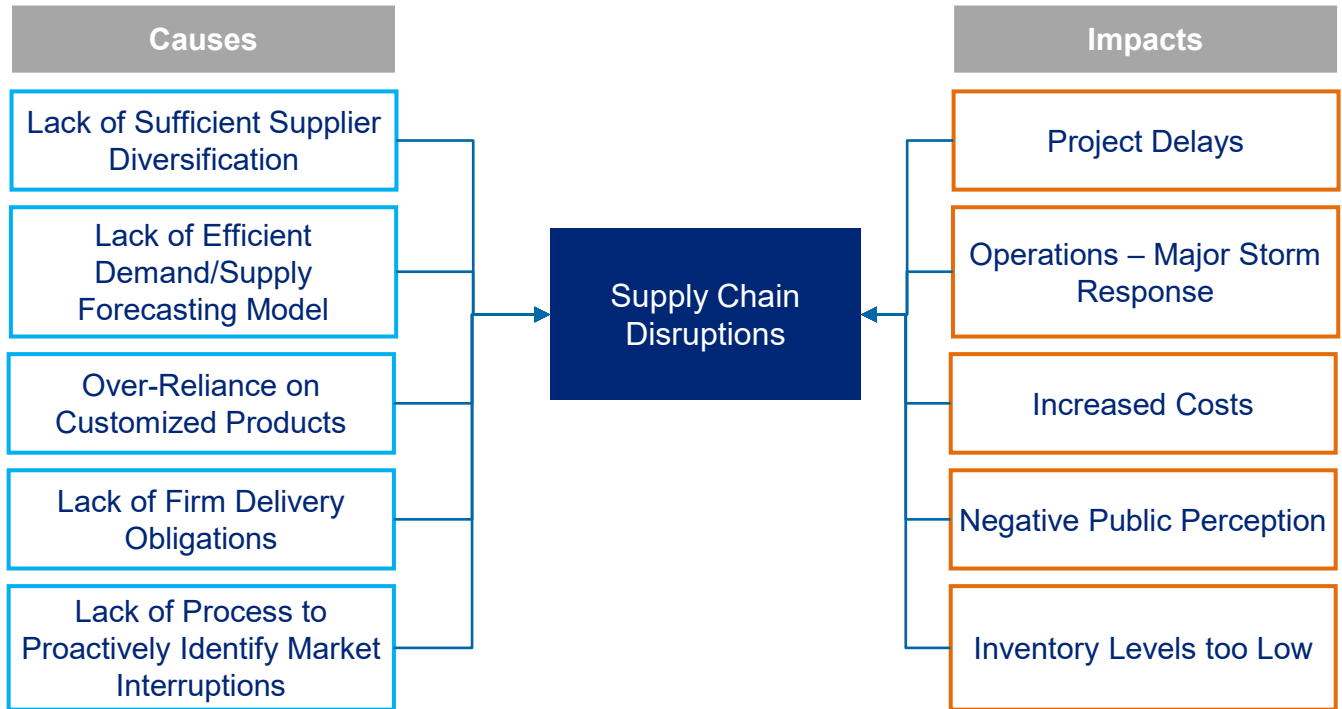 Causes
Lack of Sufficient Supplier
Diversification
Lack of Efficient
Demand/Supply
Forecasting Model
Over-Reliance on
Customized Products
Lack of Firm Delivery
Obligations
Lack of Process to
Proactively Identify Market
Interruptions
Supply Chain
Disruptions
Impacts
Project Delays
Operations – Major Storm
Response
Increased Costs
Negative Public Perception
Inventory Levels too Low